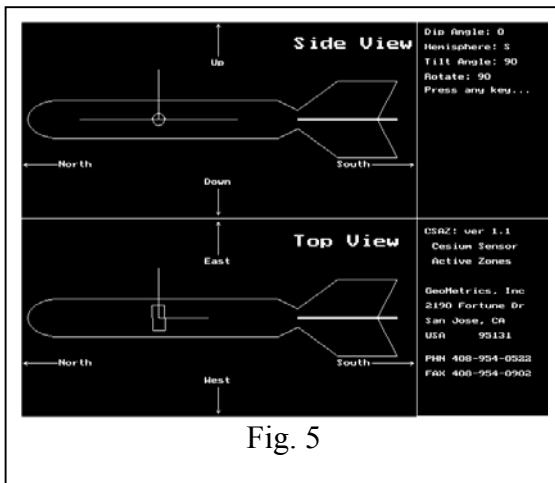 Side View
Up
North
South
Down
Dip Angle: 0
Hemisphere: S
Tilt Angle: 90
Rotate: 90
Press any key...
Top View
East
North
South
West
CSAZ: ver 1.1
Cesium Sensor
Active Zones
GeoMetrics, Inc
2190 Fortune Dr
San Jose, CA
USA 95131
PHN 408-954-0522
FAX 408-954-0902
Fig. 5